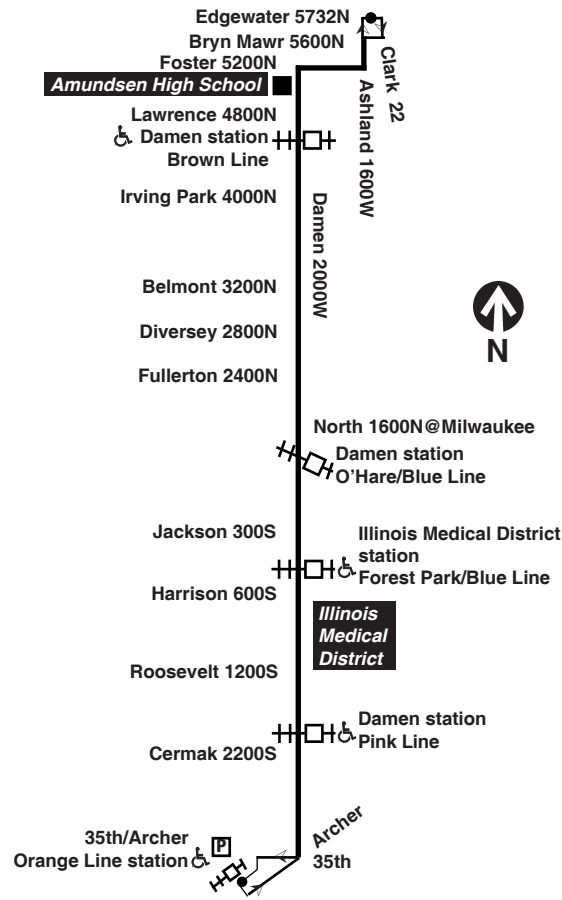 Edgewater 5732N
Bryn Mawr 5600N
Foster 5200N
Amundsen High School
Clark 22
Ashland 1600W
Lawrence 4800N
Damen station
Brown Line
Irving Park 4000N
Damen 2000W
Belmont 3200N
Diversey 2800N
N
Fullerton 2400N
North 1600N@Milwaukee
Damen station
O'Hare/Blue Line
Jackson 300S
Illinois Medical District
station
Forest Park/Blue Line
Harrison 600S
Illinois
Medical
District
Roosevelt 1200S
Damen station
Pink Line
Cermak 2200S
Archer
35th
35th/Archer
P
Orange Line station